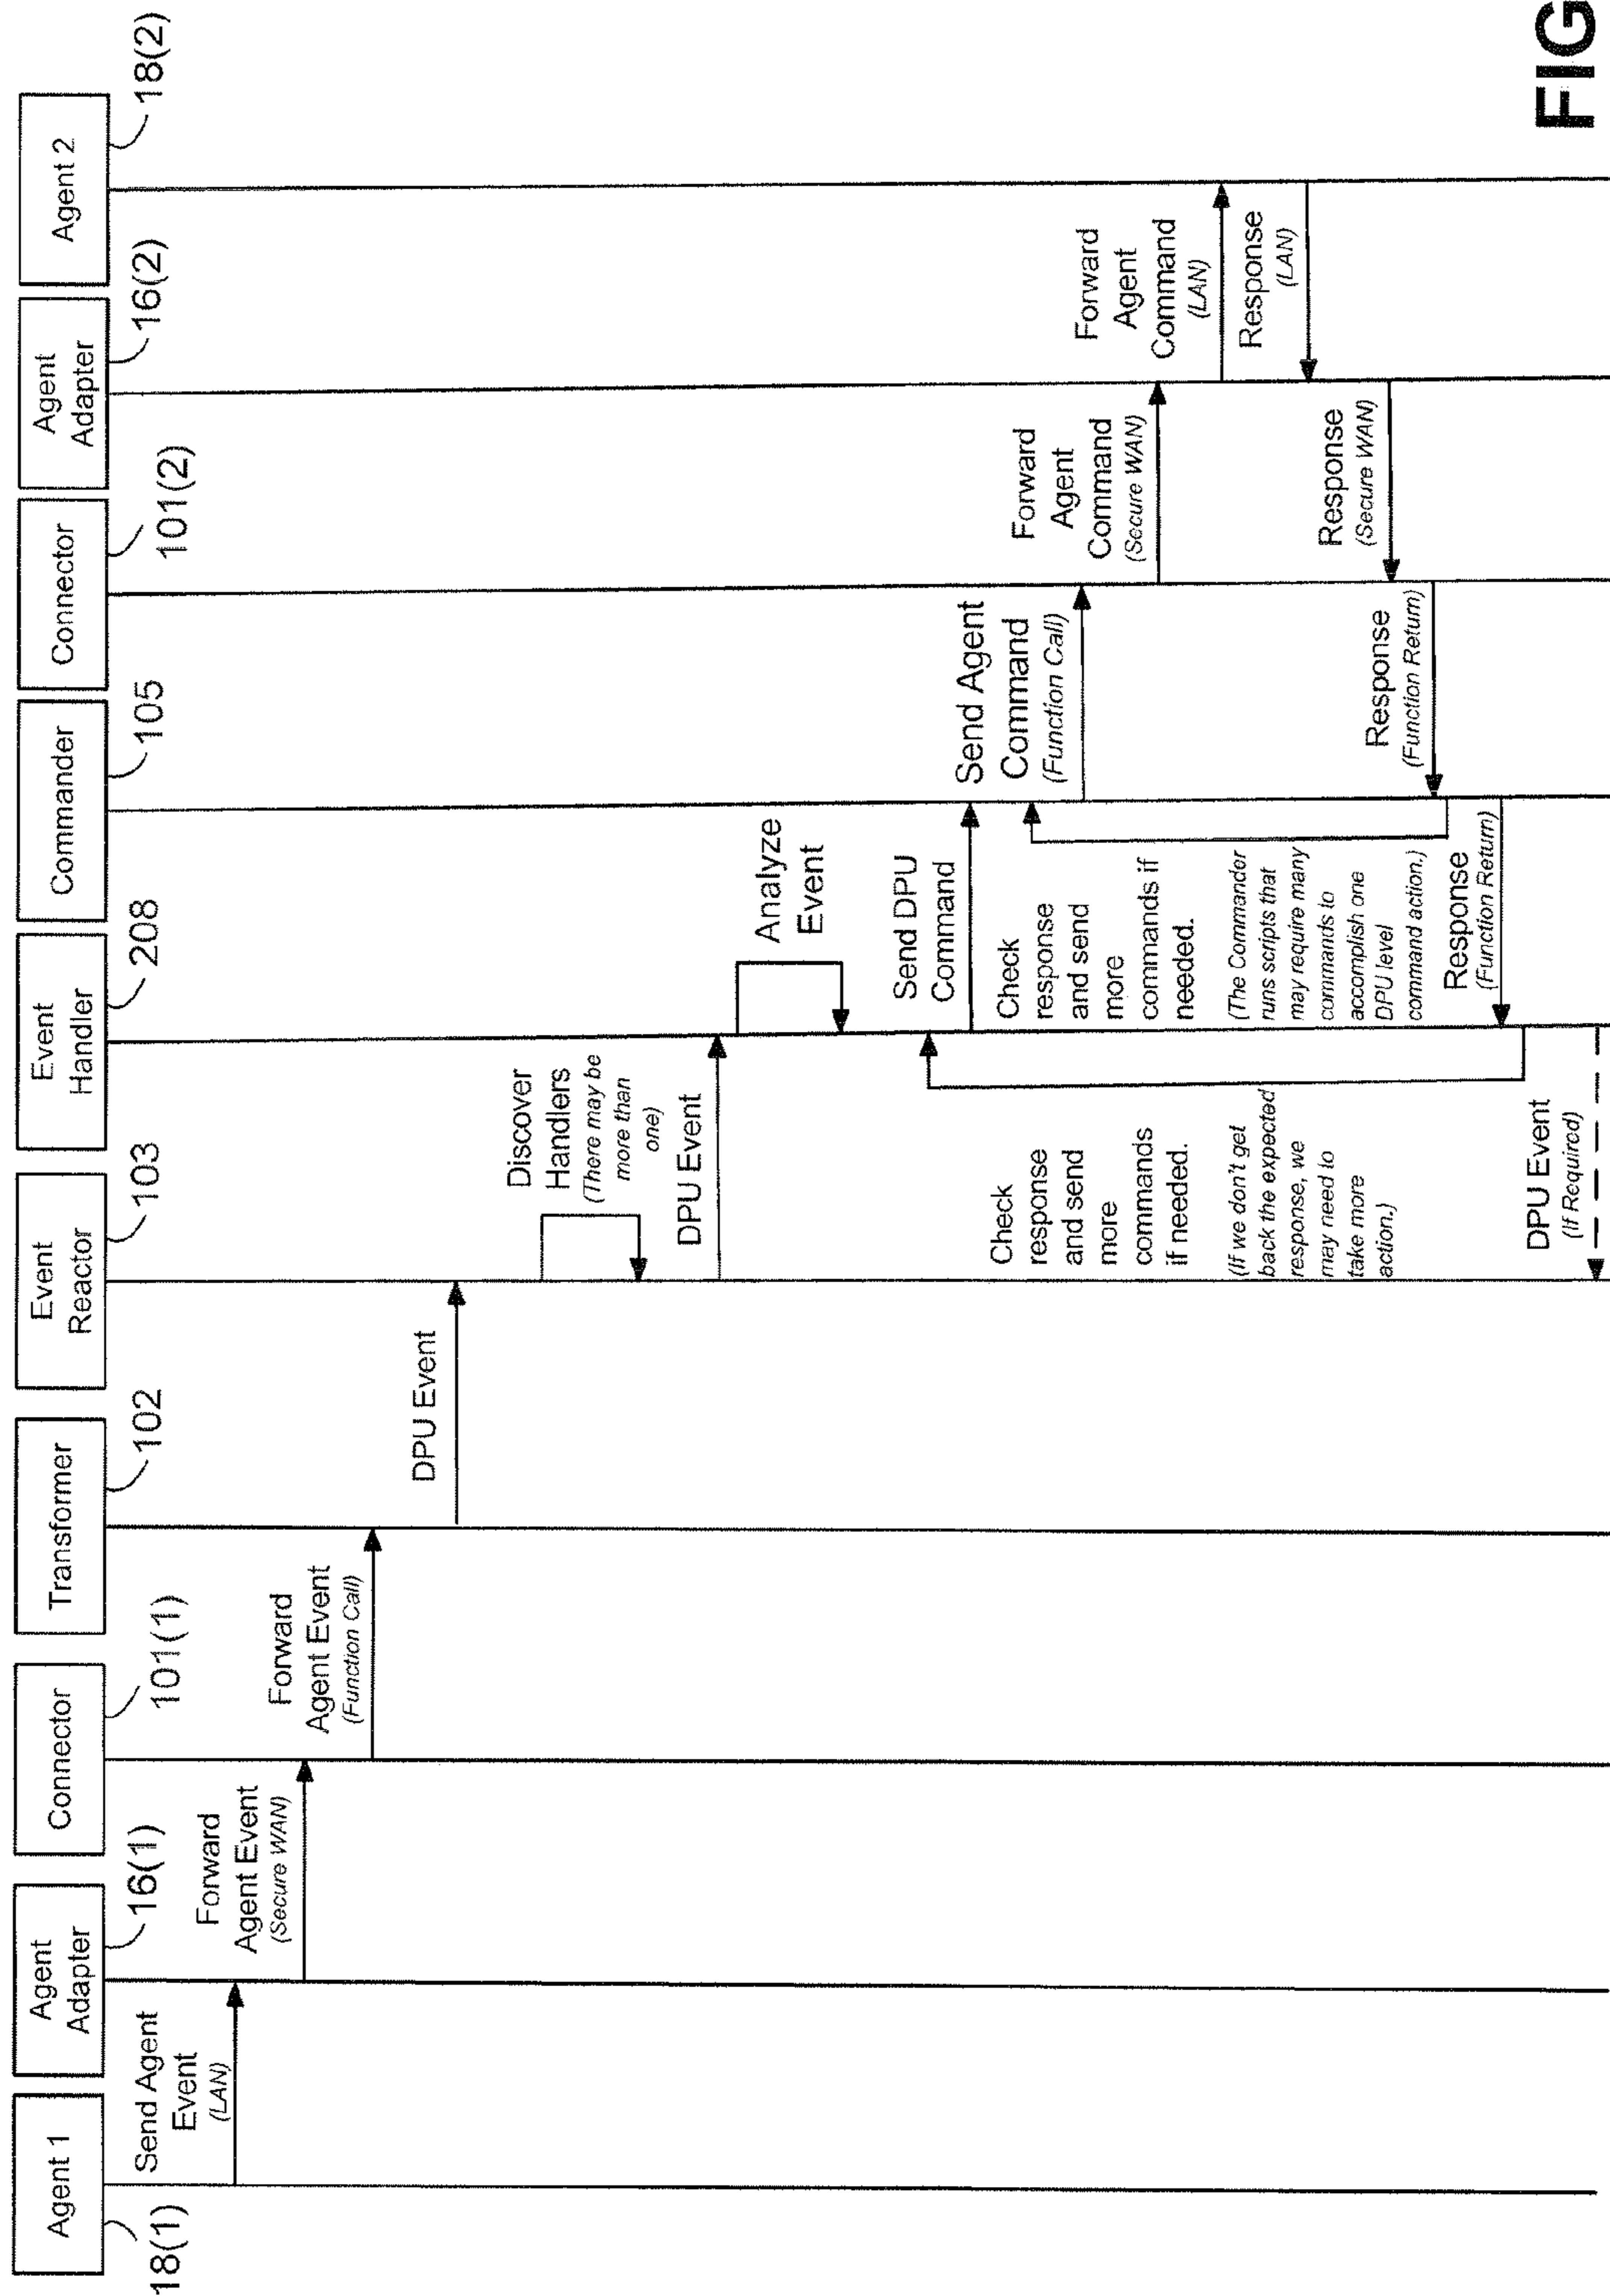 Agent 1
18(1)
Agent
Adapter
16(1)
Connector
101(1)
Transformer
102
Event
Reactor
103
Event
Handler
208
Commander
105
Connector
101(2)
Agent
Adapter
16(2)
Agent 2
18(2)
Send Agent
Event
(LAN)
Forward
Agent Event
(Secure WAN)
Forward
Agent Event
(Function Call)
DPU Event
Discover
Handlers
(There may be
more than
one)
DPU Event
Analyze
Event
Send DPU
Command
Send Agent
Command
(Function Call)
Forward
Agent
Command
(Secure WAN)
Forward
Agent
Command
(LAN)
Response
(LAN)
Response
(Secure WAN)
Response
(Function Return)
Check
response
and send
more
commands if
needed.
(The Commander
runs scripts that
may require many
commands to
accomplish one
DPU level
command action.)
Response
(Function Return)
Check
response
and send
more
commands
if needed.
(If we don't get
back the expected
response, we
may need to
take more
action.)
DPU Event
(If Required)
FIG